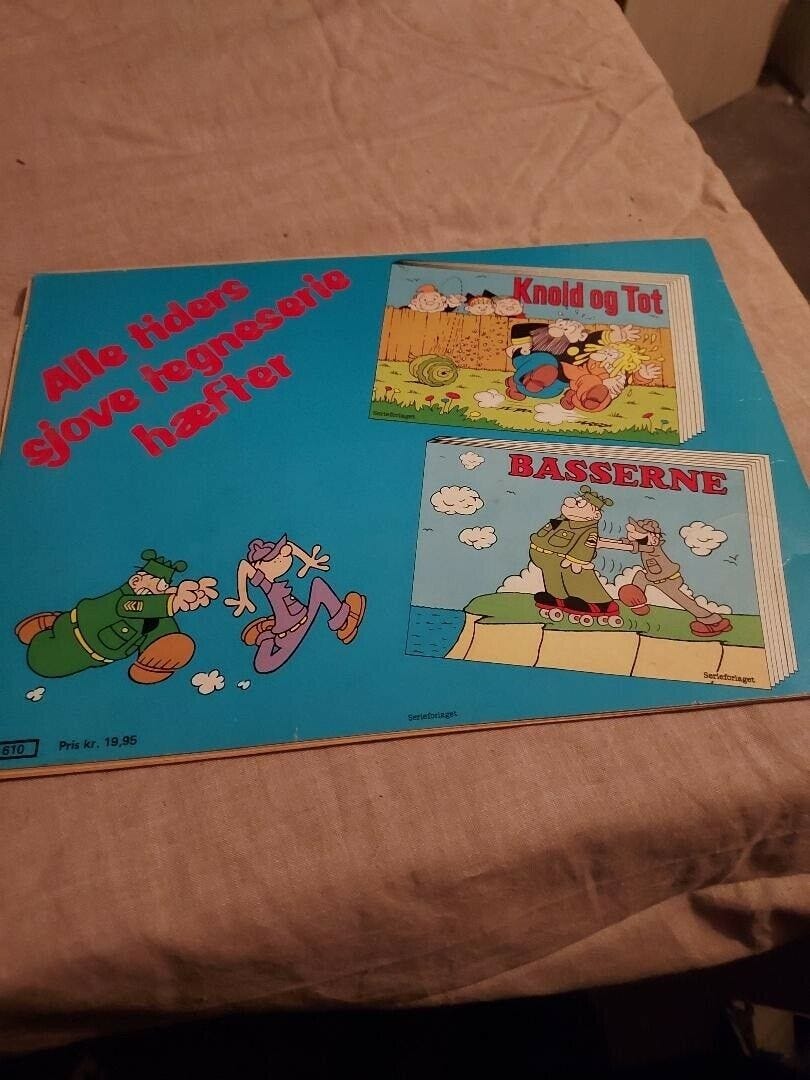 Alle tiders
sjove tegneserie
hæfter
Knold og Tot
Serieforlaget
BASSERNE
Serieforlaget
Serieforlaget
610
Pris kr. 19,95